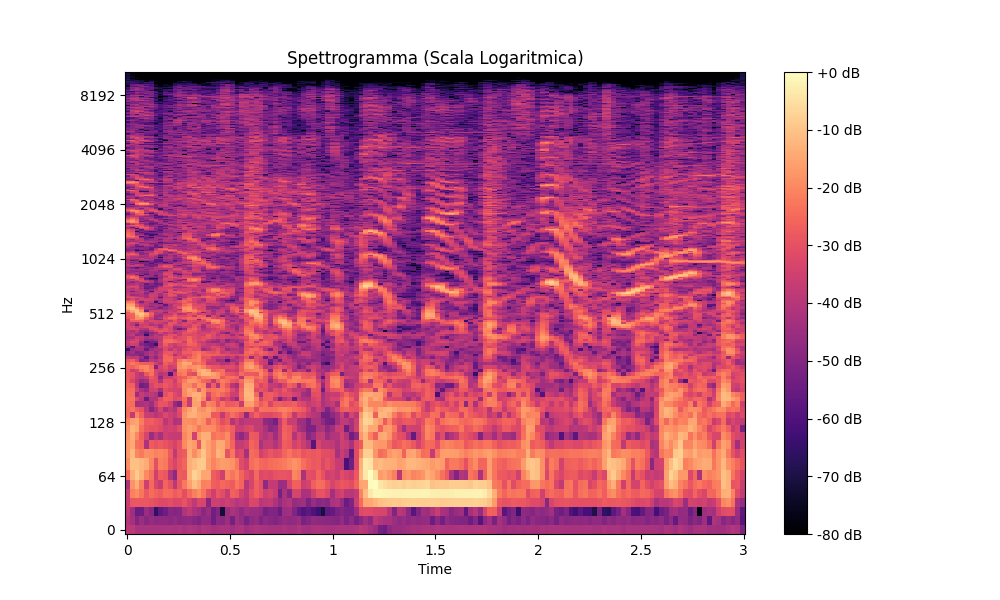 Spettrogramma (Scala Logaritmica)
Hz
8192
4096
2048
1024
512
256
128
64
0
0 0.5 1 1.5 2 2.5 3
Time
+0 dB
-10 dB
-20 dB
-30 dB
-40 dB
-50 dB
-60 dB
-70 dB
-80 dB